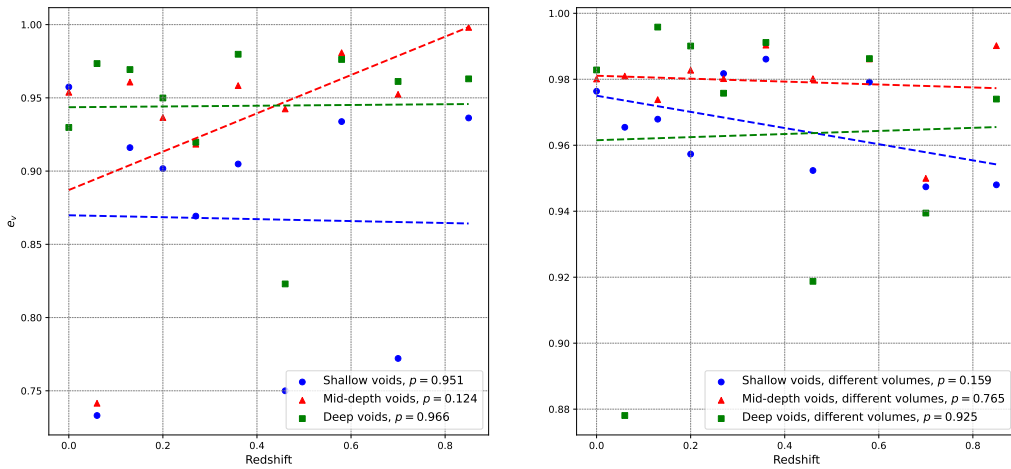 1.00
0.95
0.90
0.85
0.80
0.75
e_v
0.0 0.2 0.4 0.6 0.8
Redshift
Shallow voids, p = 0.951
Mid-depth voids, p = 0.124
Deep voids, p = 0.966
1.00
0.98
0.96
0.94
0.92
0.90
0.88
0.0 0.2 0.4 0.6 0.8
Redshift
Shallow voids, different volumes, p = 0.159
Mid-depth voids, different volumes, p = 0.765
Deep voids, different volumes, p = 0.925